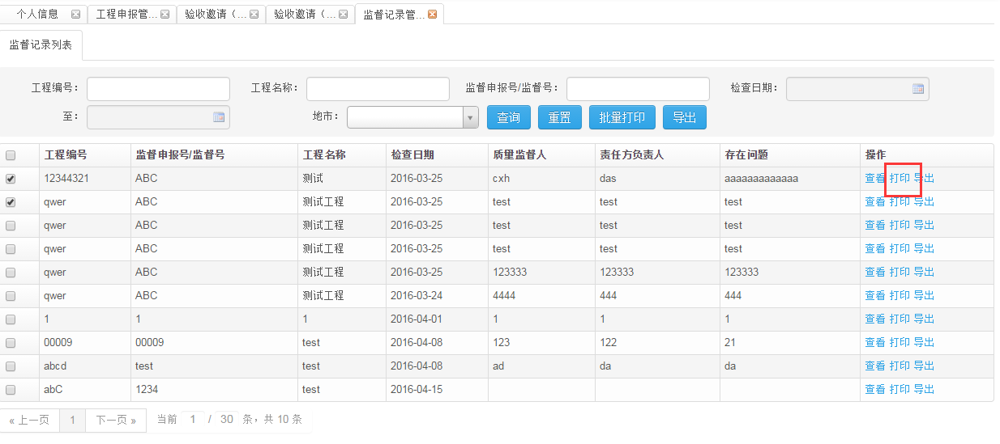 个人信息 工程申报管... 验收邀请（... 验收邀请（... 监督记录管...
监督记录列表
工程编号： 工程名称： 监督申报号/监督号： 检查日期：
至： 地市： 查询 重置 批量打印 导出
工程编号 监督申报号/监督号 工程名称 检查日期 质量监督人 责任方负责人 存在问题 操作
12344321 ABC 测试 2016-03-25 cxh das aaaaaaaaaaaaa 查看 打印 导出
qwer ABC 测试工程 2016-03-25 test test test 查看 打印 导出
qwer ABC 测试工程 2016-03-25 test test test 查看 打印 导出
qwer ABC 测试工程 2016-03-25 test test test 查看 打印 导出
qwer ABC 测试工程 2016-03-25 123333 123333 123333 查看 打印 导出
qwer ABC 测试工程 2016-03-24 4444 444 444 查看 打印 导出
1 1 1 2016-04-01 1 1 1 查看 打印 导出
00009 00009 test 2016-04-08 123 122 21 查看 打印 导出
abcd test test 2016-04-08 ad da da 查看 打印 导出
abC 1234 test 2016-04-15 查看 打印 导出
« 上一页 1 下一页 » 当前 1 / 30 条，共 10 条